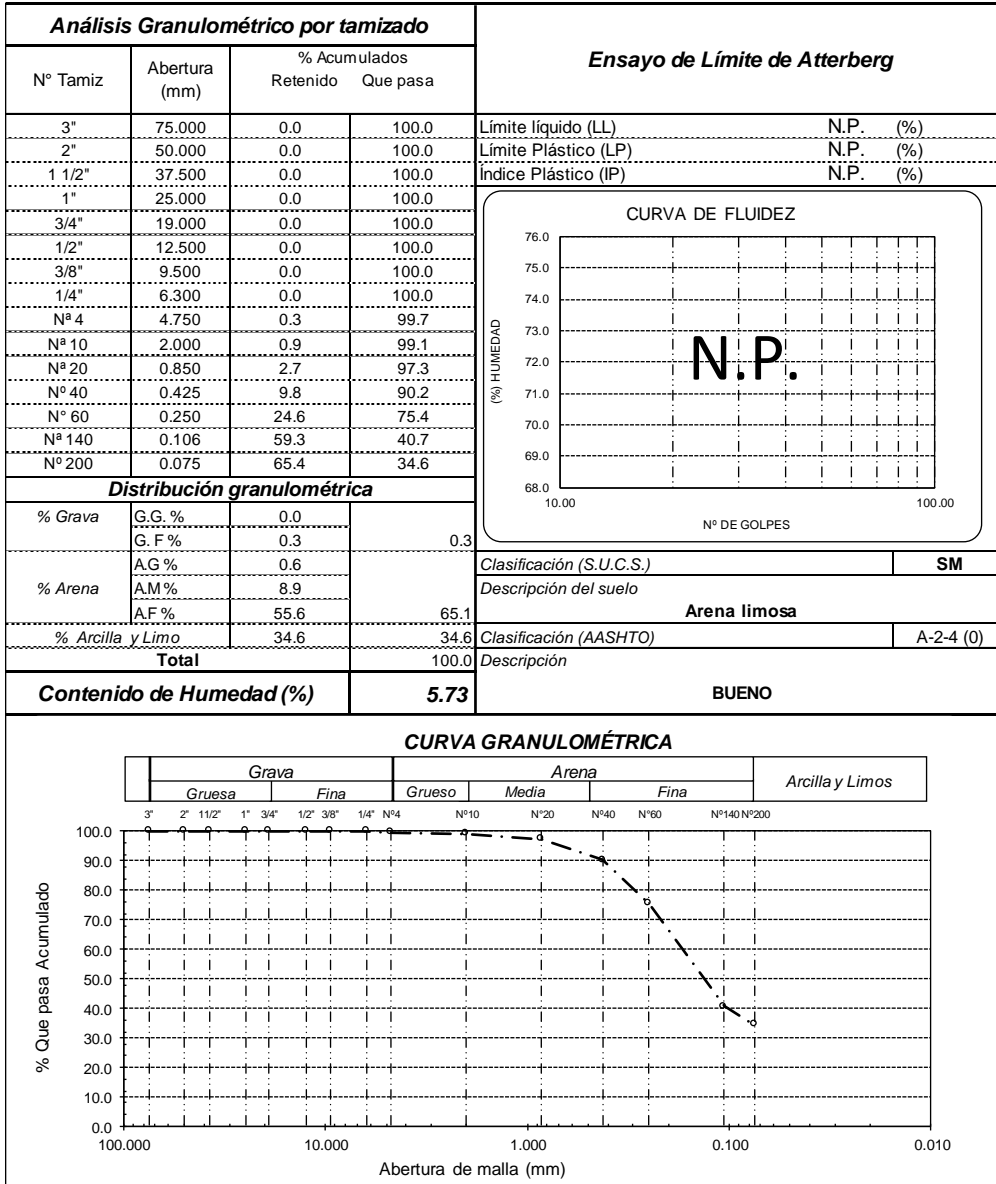 Análisis Granulométrico por tamizado
Ensayo de Límite de Atterberg
N° Tamiz Abertura (mm) % Acumulados
Retenido Que pasa
3" 75.000 0.0 100.0 Límite líquido (LL) N.P. (%)
2" 50.000 0.0 100.0 Límite Plástico (LP) N.P. (%)
1 1/2" 37.500 0.0 100.0 Índice Plástico (IP) N.P. (%)
1" 25.000 0.0 100.0
3/4" 19.000 0.0 100.0
1/2" 12.500 0.0 100.0
3/8" 9.500 0.0 100.0
1/4" 6.300 0.0 100.0
Nª 4 4.750 0.3 99.7
Nª 10 2.000 0.9 99.1
Nª 20 0.850 2.7 97.3
Nº 40 0.425 9.8 90.2
N° 60 0.250 24.6 75.4
Nª 140 0.106 59.3 40.7
Nº 200 0.075 65.4 34.6
CURVA DE FLUIDEZ
76.0
75.0
74.0
73.0
72.0
71.0
70.0
69.0
68.0
(%) HUMEDAD
N.P.
10.00 100.00
Nº DE GOLPES
Distribución granulométrica
% Grava G.G. % 0.0
G. F % 0.3 0.3
% Arena A.G % 0.6
A.M % 8.9
A.F % 55.6 65.1
% Arcilla y Limo 34.6 34.6
Total 100.0
Contenido de Humedad (%) 5.73
Clasificación (S.U.C.S.) SM
Descripción del suelo
Arena limosa
Clasificación (AASHTO) A-2-4 (0)
Descripción
BUENO
CURVA GRANULOMÉTRICA
Grava Arena Arcilla y Limos
Gruesa Fina Grueso Media Fina
3" 2" 11/2" 1" 3/4" 1/2" 3/8" 1/4" Nº4 Nº10 N°20 Nº40 N°60 Nº140 Nº200
100.0
90.0
80.0
70.0
60.0
50.0
40.0
30.0
20.0
10.0
0.0
% Que pasa Acumulado
100.000 10.000 1.000 0.100 0.010
Abertura de malla (mm)